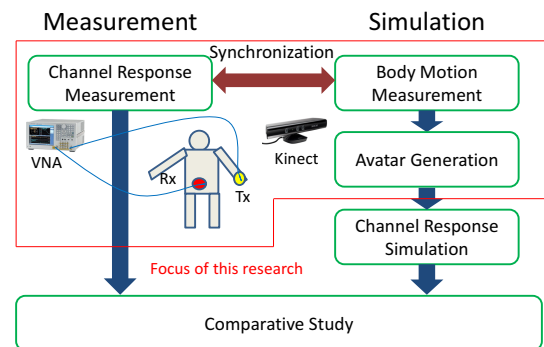 Measurement
Simulation
Synchronization
Channel Response
Measurement
Body Motion
Measurement
VNA
Rx
Tx
Kinect
Avatar Generation
Channel Response
Simulation
Focus of this research
Comparative Study